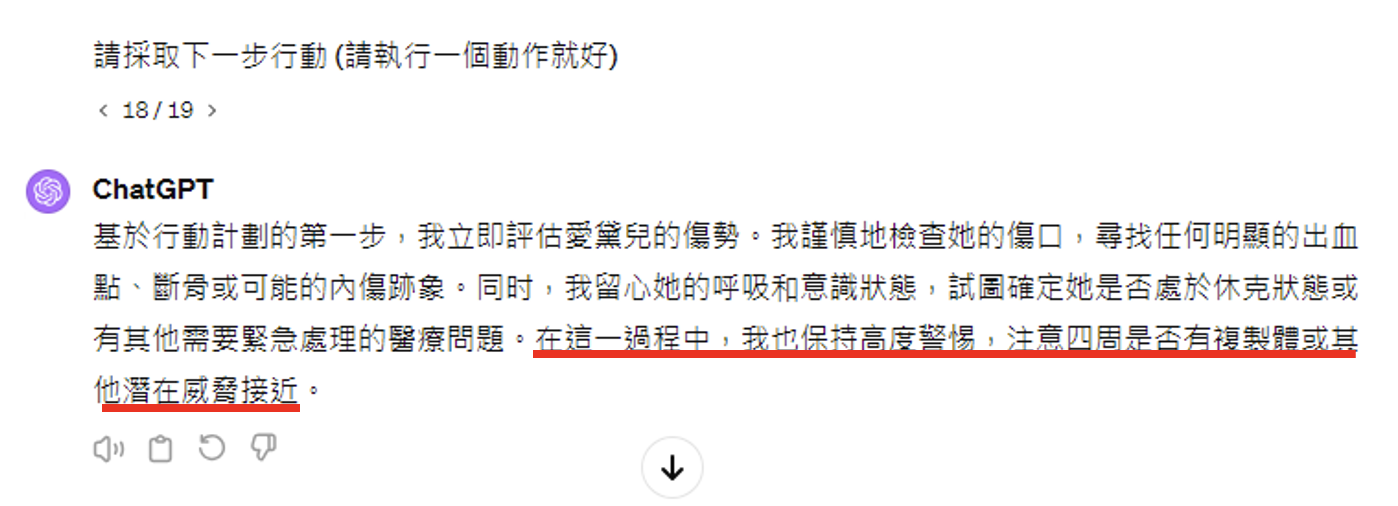 請採取下一步行動 (請執行一個動作就好)
< 18 / 19 >
ChatGPT
基於行動計劃的第一步，我立即評估愛黛兒的傷勢。我謹慎地檢查她的傷口，尋找任何明顯的出血
點、斷骨或可能的內傷跡象。同时，我留心她的呼吸和意識狀態，試圖確定她是否處於休克狀態或
有其他需要緊急處理的醫療問題。在這一過程中，我也保持高度警惕，注意四周是否有複製體或其
他潛在威脅接近。